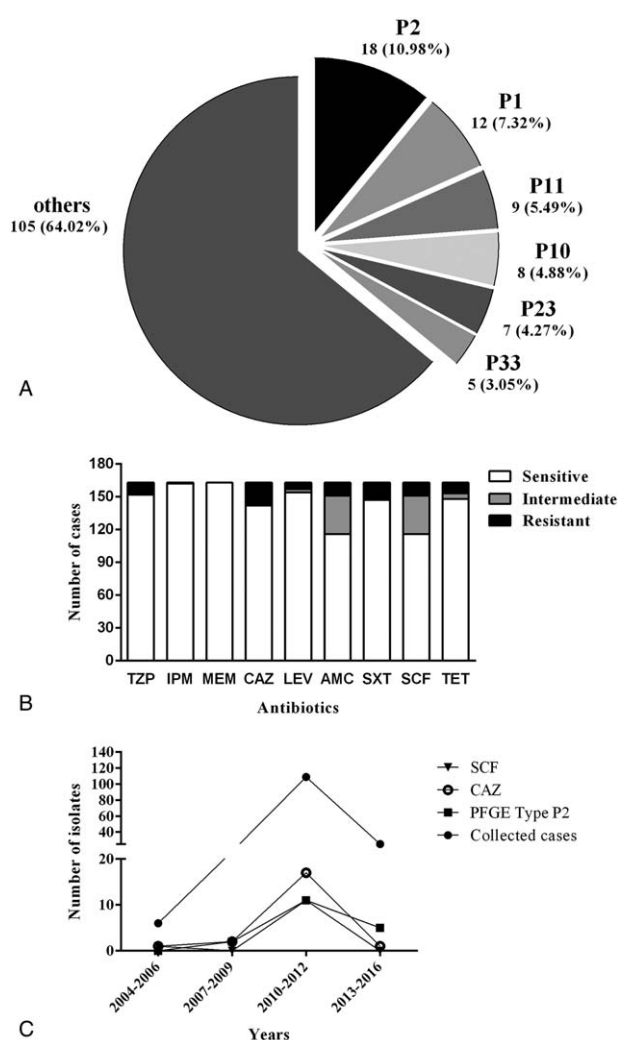 P2
18 (10.98%)
P1
12 (7.32%)
P11
9 (5.49%)
P10
8 (4.88%)
P23
7 (4.27%)
P33
5 (3.05%)
others
105 (64.02%)
A
Number of cases
180
150
120
90
60
30
0
TZP IPM MEM CAZ LEV AMC SXT SCF TET
Antibiotics
Sensitive
Intermediate
Resistant
B
Number of isolates
140
120
100
80
60
40
20
10
0
2004-2006
2007-2009
2010-2012
2013-2016
Years
SCF
CAZ
PFGE Type P2
Collected cases
C